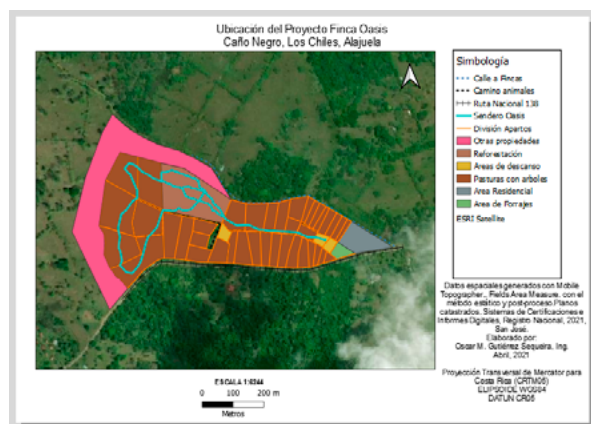 Ubicación del Proyecto Finca Oasis
Caño Negro, Los Chiles, Alajuela
Simbología
Calle a Fincas
Camino animales
Ruta Nacional 138
Sendero Oasis
División Apartos
Otras propiedades
Reforestación
Areas de descanso
Pasturas con arboles
Area Residencial
Area de Forrajes
ESRI Satellite
Datos espaciales generados con Mobile
Topographer., Fields Area Measure. con el
método estático y post-proceso.Planos
catastrados. Sistemas de Certificaciones e
Informes Digitales, Registro Nacional, 2021,
San José.
Elaborado por:
Oscar M. Gutiérrez Sequeira. Ing.
Abril, 2021
Proyección Transversal de Mercator para
Costa Rica (CRTM05)
ELIPSOIDE WGS84
DATUN CR05
ESCALA 1:6244
0 100 200 m
Metros